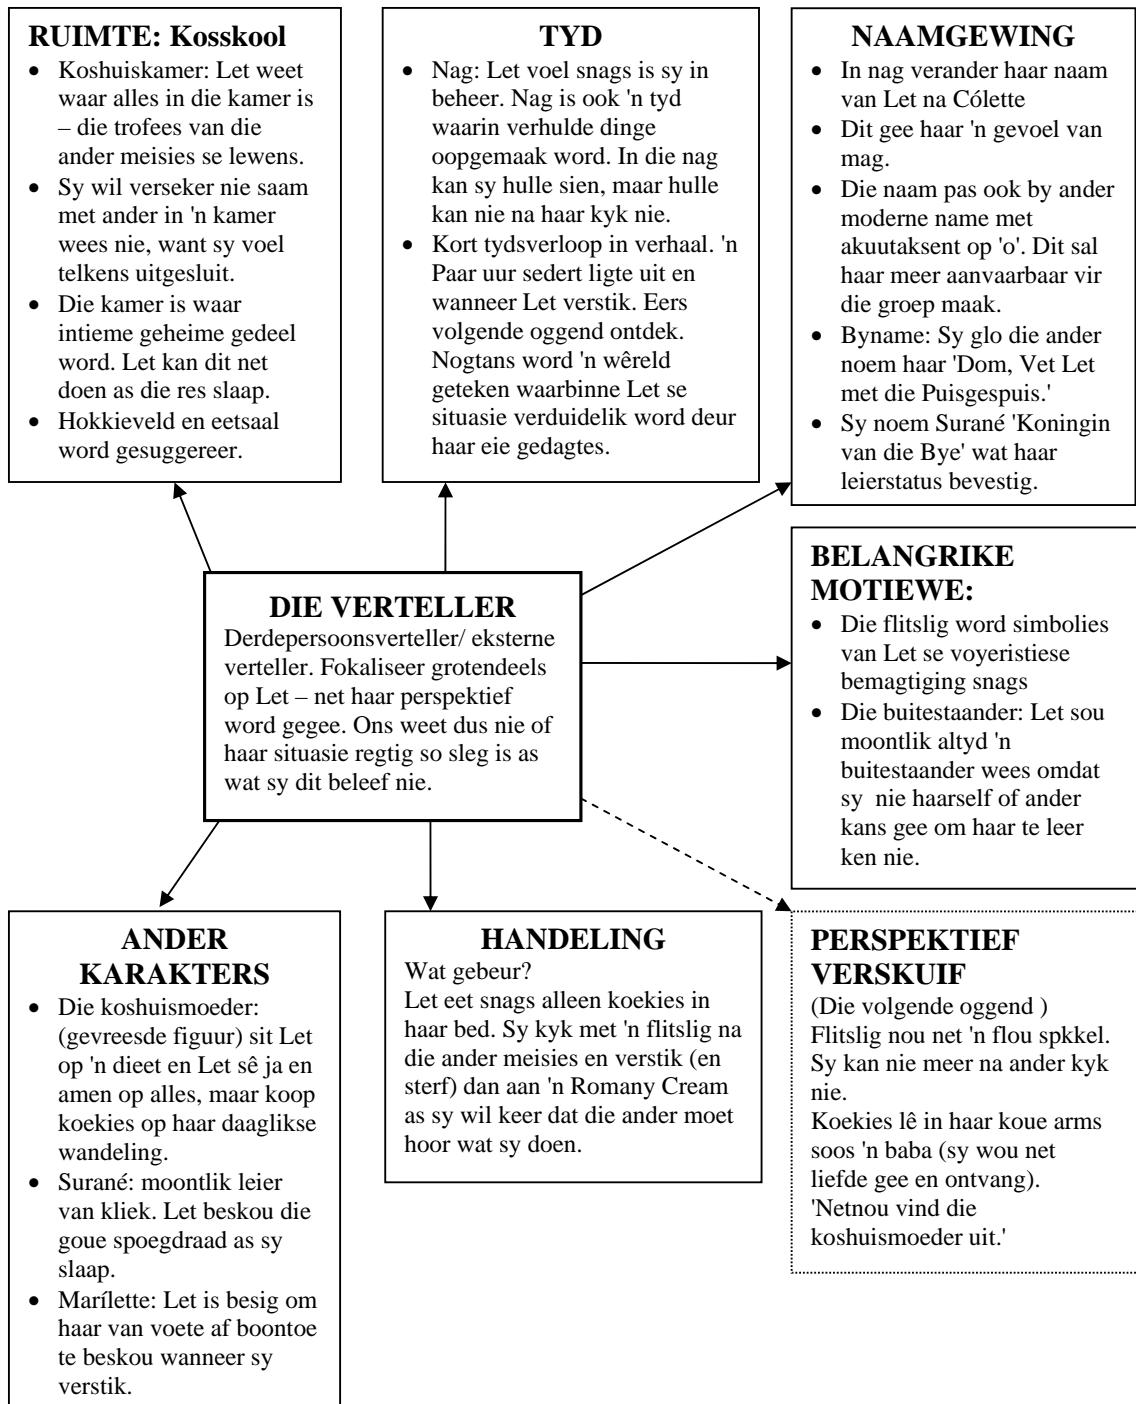 RUIMTE: Kosskool
• Koshuiskamer: Let weet
waar alles in die kamer is
– die trofees van die
ander meisies se lewens.
• Sy wil verseker nie saam
met ander in 'n kamer
wees nie, want sy voel
telkens uitgesluit.
• Die kamer is waar
intieme geheime gedeel
word. Let kan dit net
doen as die res slaap.
• Hokkieveld en eetsaal
word gesuggereer.
TYD
• Nag: Let voel snags is sy in
beheer. Nag is ook 'n tyd
waarin verhulde dinge
oopgemaak word. In die nag
kan sy hulle sien, maar hulle
kan nie na haar kyk nie.
• Kort tydsverloop in verhaal. 'n
Paar uur sedert ligte uit en
wanneer Let verstik. Eers
volgende oggend ontdek.
Nogtans word 'n wêreld
geteken waarbinne Let se
situasie verduidelik word deur
haar eie gedagtes.
NAAMGEWING
• In nag verander haar naam
van Let na Cólette
• Dit gee haar 'n gevoel van
mag.
• Die naam pas ook by ander
moderne name met
akuutaksent op 'o'. Dit sal
haar meer aanvaarbaar vir
die groep maak.
• Byname: Sy glo die ander
noem haar 'Dom, Vet Let
met die Puisgespuis.'
• Sy noem Surané 'Koningin
van die Bye' wat haar
leierstatus bevestig.
DIE VERTELLER
Derdepersoonsverteller/ eksterne
verteller. Fokaliseer grotendeels
op Let – net haar perspektief
word gegee. Ons weet dus nie of
haar situasie regtig so sleg is as
wat sy dit beleef nie.
BELANGRIKE
MOTIEWE:
• Die flitslig word simbolies
van Let se voyeristiese
bemagtiging snags
• Die buitestaander: Let sou
moontlik altyd 'n
buitestaander wees omdat
sy nie haarself of ander
kans gee om haar te leer
ken nie.
ANDER
KARAKTERS
• Die koshuismoeder:
(gevreesde figuur) sit Let
op 'n dieet en Let sê ja en
amen op alles, maar koop
koekies op haar daaglikse
wandeling.
• Surané: moontlik leier
van kliek. Let beskou die
goue spoegdraad as sy
slaap.
• Marílette: Let is besig om
haar van voete af boontoe
te beskou wanneer sy
verstik.
HANDELING
Wat gebeur?
Let eet snags alleen koekies in
haar bed. Sy kyk met 'n flitslig na
die ander meisies en verstik (en
sterf) dan aan 'n Romany Cream
as sy wil keer dat die ander moet
hoor wat sy doen.
PERSPEKTIEF
VERSKUIF
(Die volgende oggend )
Flitslig nou net 'n flou spkkel.
Sy kan nie meer na ander kyk
nie.
Koekies lê in haar koue arms
soos 'n baba (sy wou net
liefde gee en ontvang).
'Netnou vind die
koshuismoeder uit.'